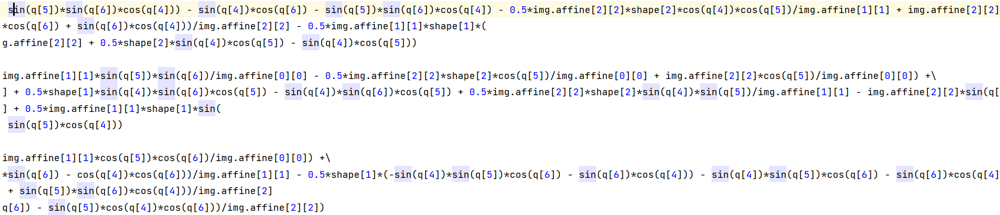 sin(q[5])*sin(q[6])*cos(q[4])) - sin(q[4])*cos(q[6]) - sin(q[5])*sin(q[6])*cos(q[4]) - 0.5*img.affine[2][2]*shape[2]*cos(q[4])*cos(q[5])/img.affine[1][1] + img.affine[2][2]
*cos(q[6]) + sin(q[6])*cos(q[4]))/img.affine[2][2] - 0.5*img.affine[1][1]*shape[1]*(
g.affine[2][2] + 0.5*shape[2]*sin(q[4])*cos(q[5]) - sin(q[4])*cos(q[5]))
img.affine[1][1]*sin(q[5])*sin(q[6])/img.affine[0][0] - 0.5*img.affine[2][2]*shape[2]*cos(q[5])/img.affine[0][0] + img.affine[2][2]*cos(q[5])/img.affine[0][0]) +\
] + 0.5*shape[1]*sin(q[4])*sin(q[6])*cos(q[5]) - sin(q[4])*sin(q[6])*cos(q[5]) + 0.5*img.affine[2][2]*shape[2]*sin(q[4])*sin(q[5])/img.affine[1][1] - img.affine[2][2]*sin(q[
] + 0.5*img.affine[1][1]*shape[1]*sin(
sin(q[5])*cos(q[4]))
img.affine[1][1]*cos(q[5])*cos(q[6])/img.affine[0][0]) +\
*sin(q[6]) - cos(q[4])*cos(q[6]))/img.affine[1][1] - 0.5*shape[1]*(-sin(q[4])*sin(q[5])*cos(q[6]) - sin(q[6])*cos(q[4])) - sin(q[4])*sin(q[5])*cos(q[6]) - sin(q[6])*cos(q[4]
+ sin(q[5])*sin(q[6])*cos(q[4]))/img.affine[2]
q[6]) - sin(q[5])*cos(q[4])*cos(q[6]))/img.affine[2][2])